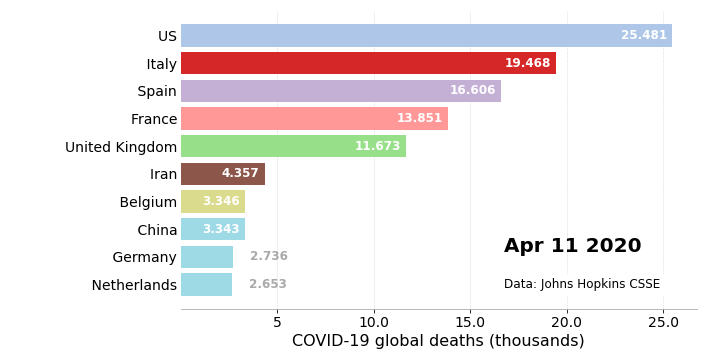 US 25.481
Italy 19.468
Spain 16.606
France 13.851
United Kingdom 11.673
Iran 4.357
Belgium 3.346
China 3.343
Germany 2.736
Netherlands 2.653
Apr 11 2020
Data: Johns Hopkins CSSE
5 10.0 15.0 20.0 25.0
COVID-19 global deaths (thousands)